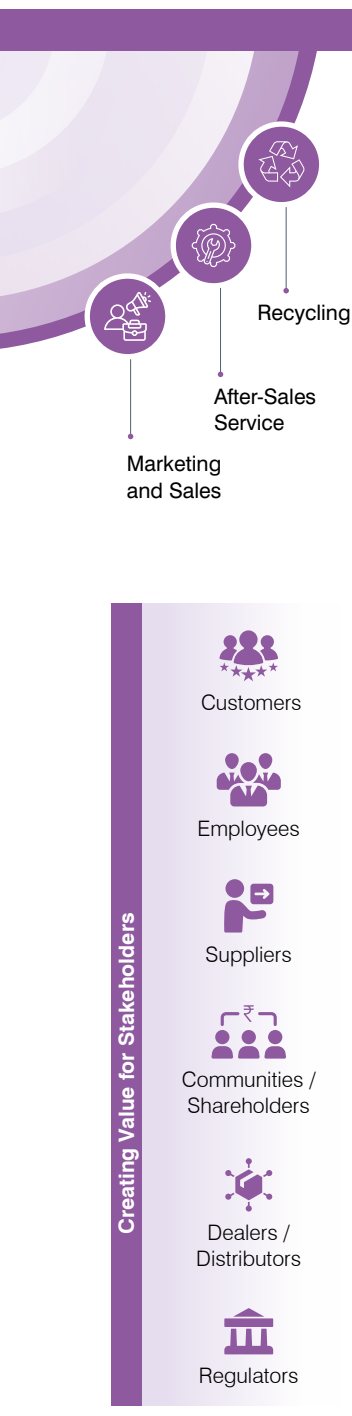 Recycling
After-Sales
Service
Marketing
and Sales
Creating Value for Stakeholders
Customers
Employees
Suppliers
₹
Communities /
Shareholders
Dealers /
Distributors
Regulators